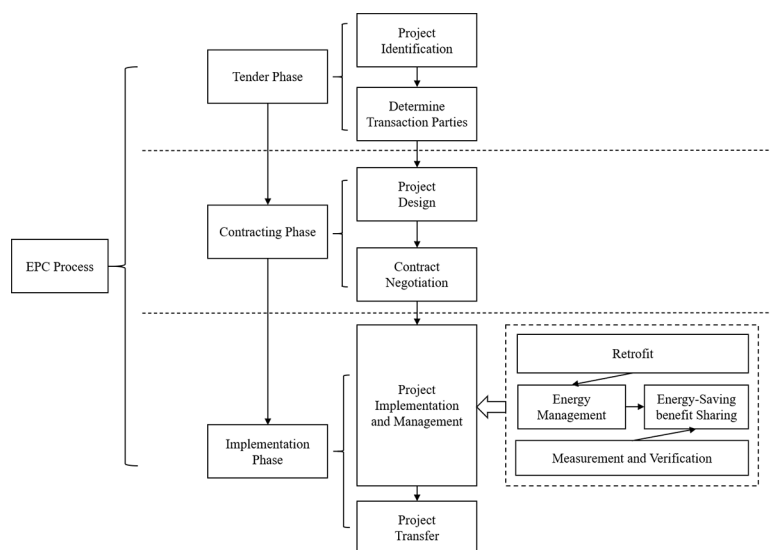 Project
Identification
Tender Phase
Determine
Transaction Parties
Project
Design
Contracting Phase
EPC Process
Contract
Negotiation
Retrofit
Project
Implementation
and Management
Energy
Management
Energy-Saving
benefit Sharing
Implementation
Phase
Measurement and Verification
Project
Transfer